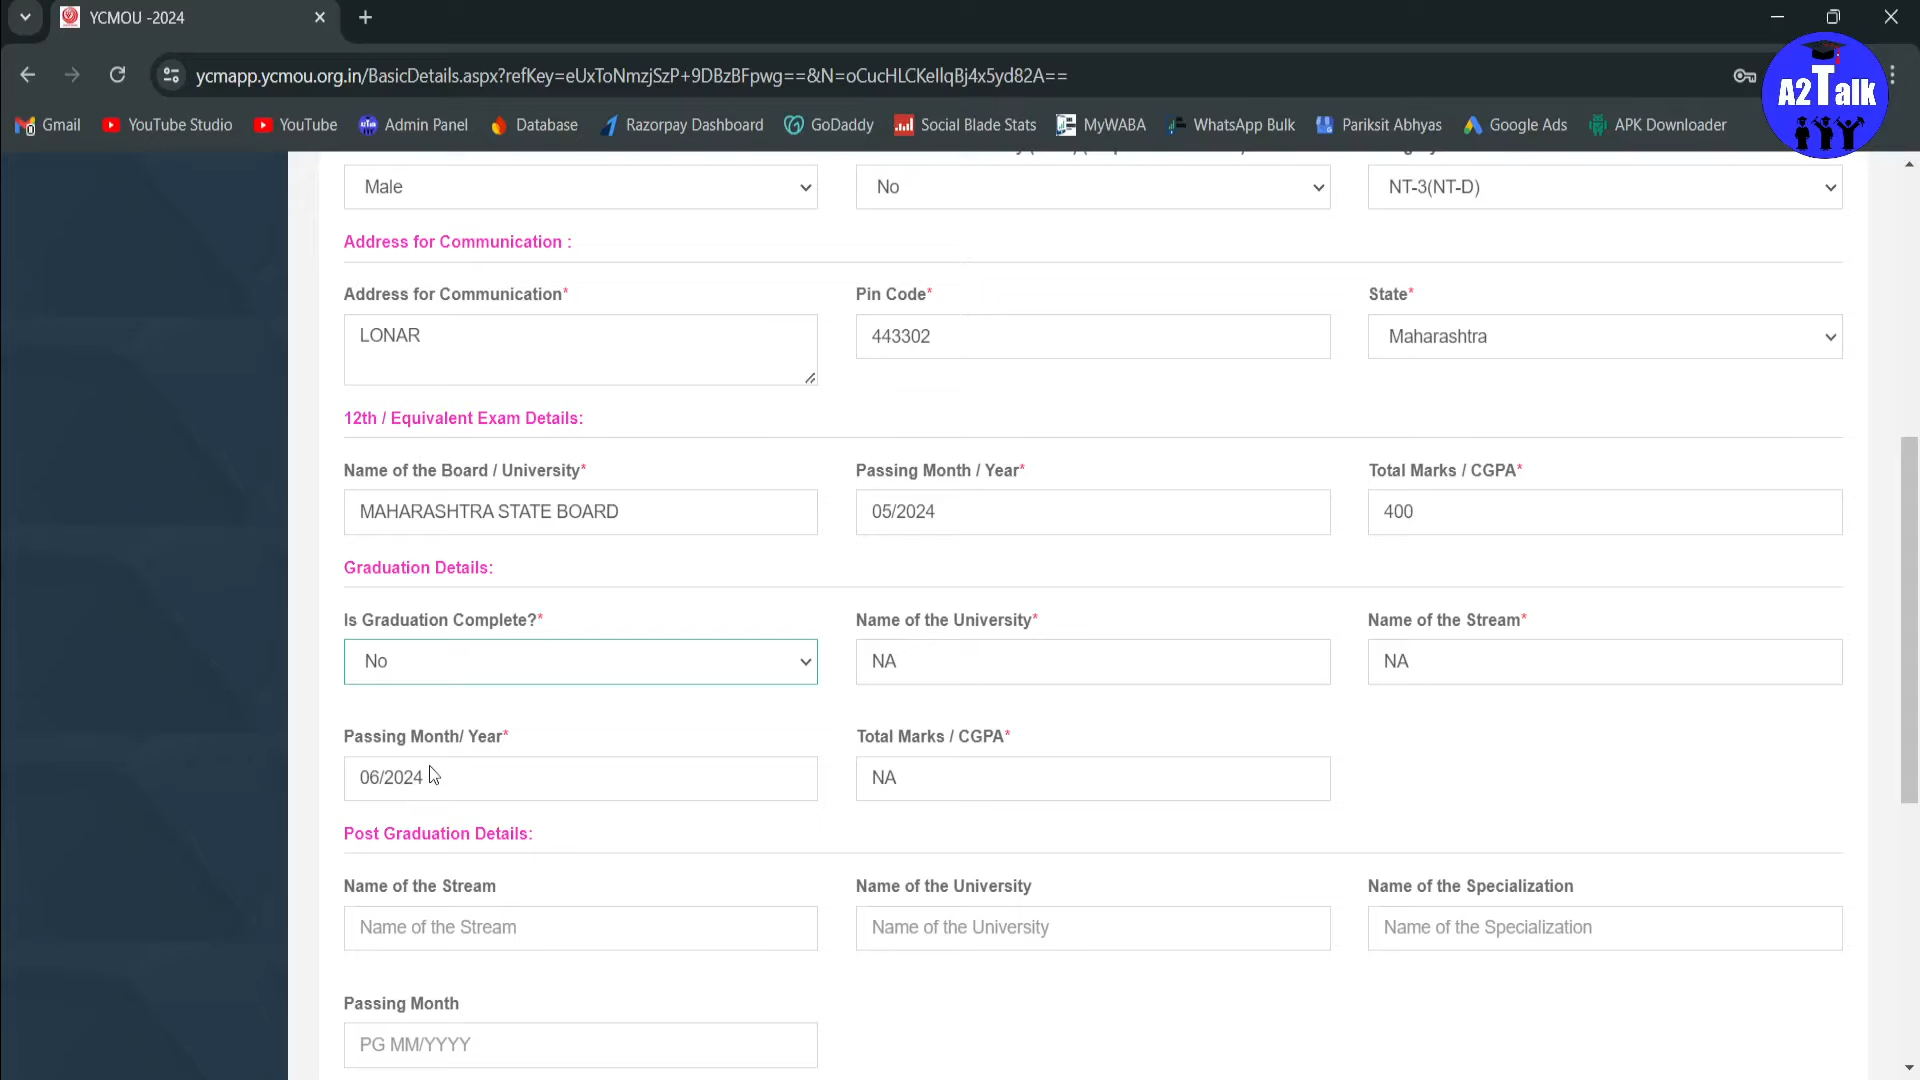 YCMOU -2024
ycmapp.ycmou.org.in/BasicDetails.aspx?refKey=eUxToNmzjSzP+9DBzBFpwg==&N=oCucHLCKellqBj4x5yd82A==
A2Talk
Gmail YouTube Studio YouTube Admin Panel Database Razorpay Dashboard GoDaddy Social Blade Stats MyWABA WhatsApp Bulk Pariksit Abhyas Google Ads APK Downloader
Male No NT-3(NT-D)
Address for Communication :
Address for Communication* Pin Code* State*
LONAR 443302 Maharashtra
12th / Equivalent Exam Details:
Name of the Board / University* Passing Month / Year* Total Marks / CGPA*
MAHARASHTRA STATE BOARD 05/2024 400
Graduation Details:
Is Graduation Complete?* Name of the University* Name of the Stream*
No NA NA
Passing Month/ Year* Total Marks / CGPA*
06/2024 NA
Post Graduation Details:
Name of the Stream Name of the University Name of the Specialization
Name of the Stream Name of the University Name of the Specialization
Passing Month
PG MM/YYYY